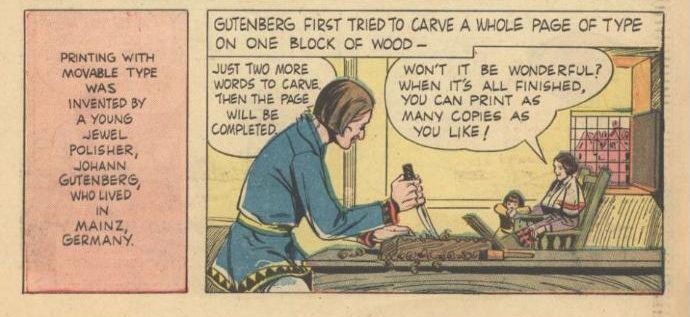 PRINTING WITH
MOVABLE TYPE
WAS
INVENTED BY
A YOUNG
JEWEL
POLISHER,
JOHANN
GUTENBERG,
WHO LIVED
IN
MAINZ,
GERMANY.
GUTENBERG FIRST TRIED TO CARVE A WHOLE PAGE OF TYPE
ON ONE BLOCK OF WOOD—
JUST TWO MORE
WORDS TO CARVE.
THEN THE PAGE
WILL BE
COMPLETED.
WON'T IT BE WONDERFUL?
WHEN IT'S ALL FINISHED,
YOU CAN PRINT AS
MANY COPIES AS
YOU LIKE!